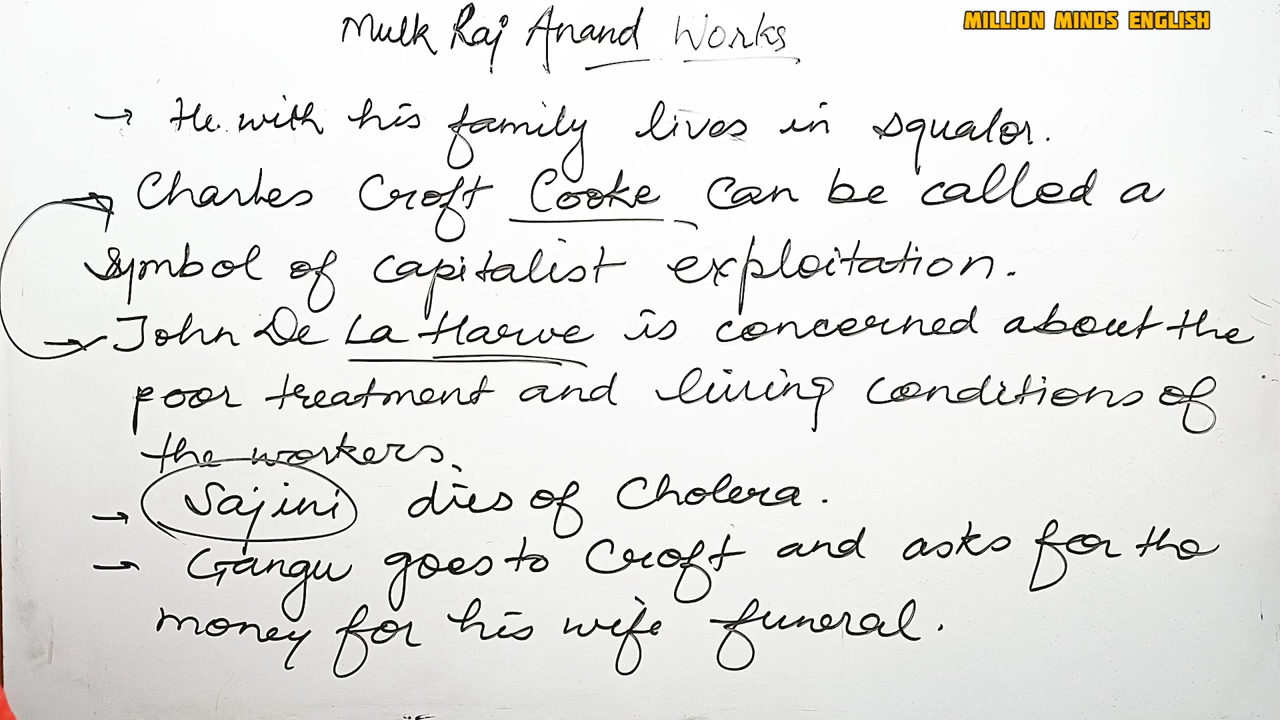 Mulk Raj Anand Works
MILLION MINDS ENGLISH
→ He with his family lives in squalor.
→ Charles Croft Cooke can be called a
symbol of capitalist exploitation.
→ John De La Harve is concerned about the
poor treatment and living conditions of
the workers.
→ Sajini dies of Cholera.
→ Gangu goes to Croft and asks for the
money for his wife funeral.